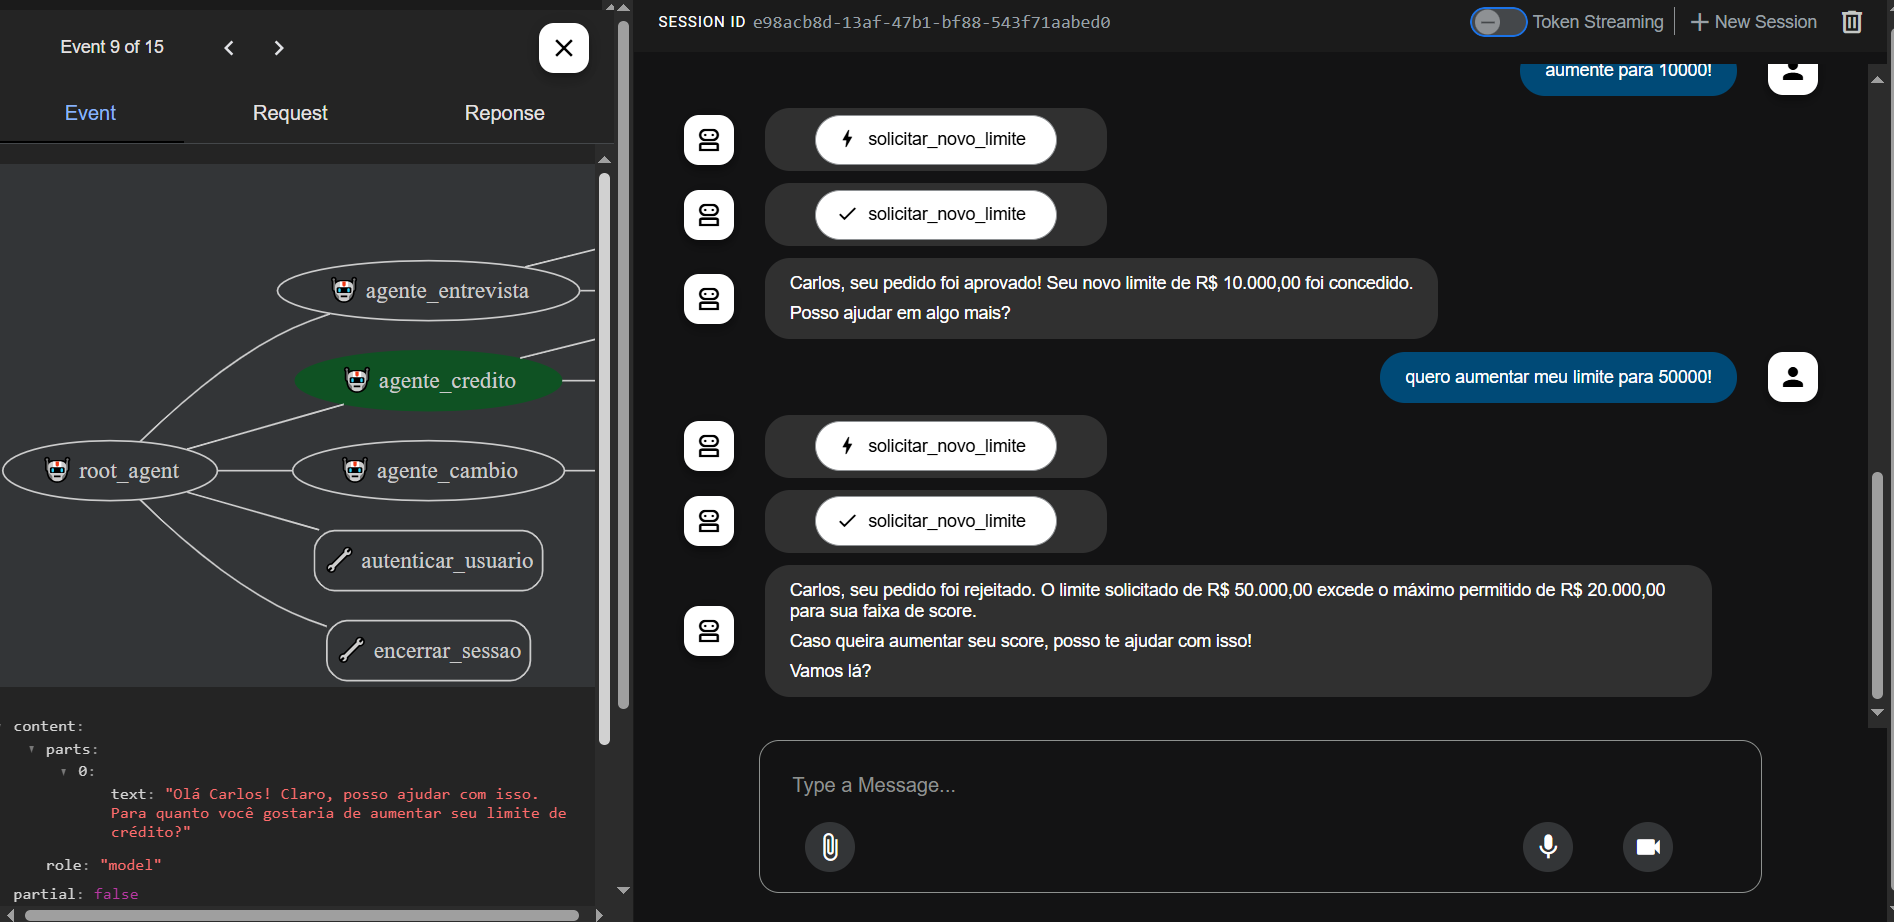 Event 9 of 15
Event
Request
Reponse
agente_entrevista
agente_credito
root_agent
agente_cambio
autenticar_usuario
encerrar_sessao
content:
parts:
0:
text: "Olá Carlos! Claro, posso ajudar com isso.
Para quanto você gostaria de aumentar seu limite de
crédito?"
role: "model"
partial: false
SESSION ID e98acb8d-13af-47b1-bf88-543f71aabed0
Token Streaming
New Session
aumente para 10000!
solicitar_novo_limite
solicitar_novo_limite
Carlos, seu pedido foi aprovado! Seu novo limite de R$ 10.000,00 foi concedido.
Posso ajudar em algo mais?
quero aumentar meu limite para 50000!
solicitar_novo_limite
solicitar_novo_limite
Carlos, seu pedido foi rejeitado. O limite solicitado de R$ 50.000,00 excede o máximo permitido de R$ 20.000,00
para sua faixa de score.
Caso queira aumentar seu score, posso te ajudar com isso!
Vamos lá?
Type a Message...